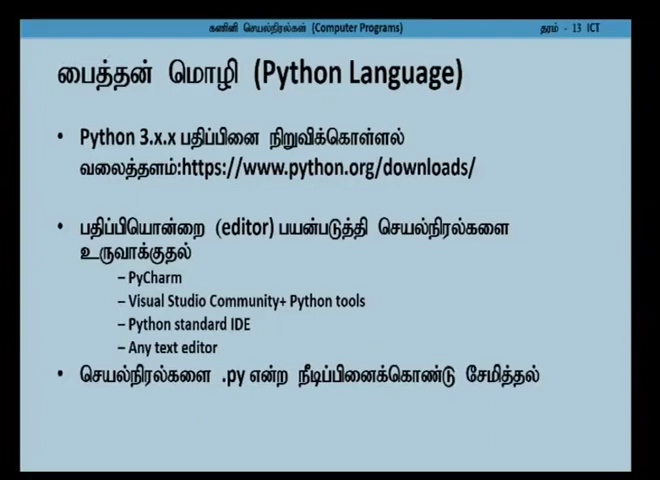 கணினி செயல்நிரல்கள் (Computer Programs)
தரம் - 13 ICT
பைத்தன் மொழி (Python Language)
• Python 3.x.x பதிப்பினை நிறுவிக்கொள்ளல்
வலைத்தளம்:https://www.python.org/downloads/
• பதிப்பியொன்றை (editor) பயன்படுத்தி செயல்நிரல்களை
உருவாக்குதல்
– PyCharm
– Visual Studio Community+ Python tools
– Python standard IDE
– Any text editor
• செயல்நிரல்களை .py என்ற நீடிப்பினைக்கொண்டு சேமித்தல்